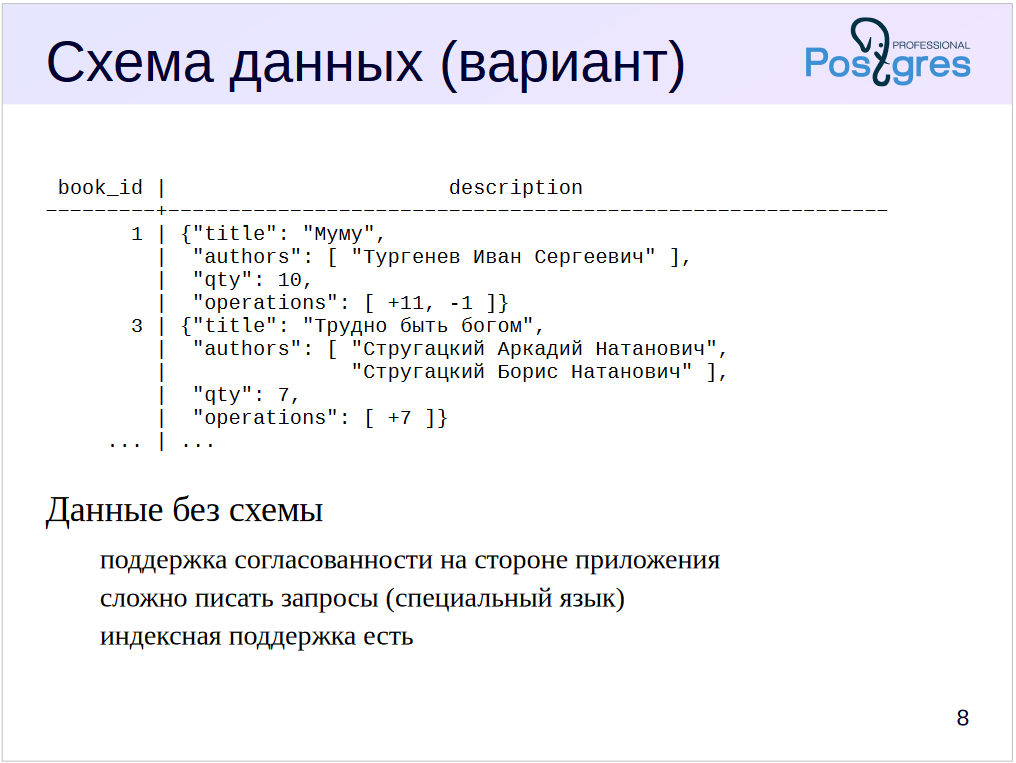 Схема данных (вариант)
PROFESSIONAL
Postgres
book_id | description
---------+-----------------------------------------------------------
1 | {"title": "Муму",
| "authors": [ "Тургенев Иван Сергеевич" ],
| "qty": 10,
| "operations": [ +11, -1 ]}
3 | {"title": "Трудно быть богом",
| "authors": [ "Стругацкий Аркадий Натанович",
| "Стругацкий Борис Натанович" ],
| "qty": 7,
| "operations": [ +7 ]}
... | ...
Данные без схемы
поддержка согласованности на стороне приложения
сложно писать запросы (специальный язык)
индексная поддержка есть
8